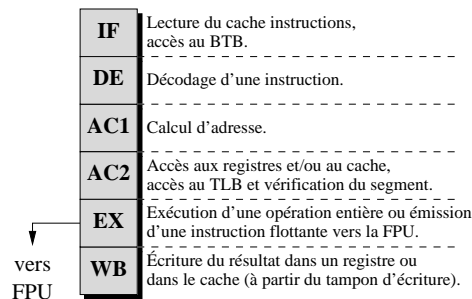 IF
Lecture du cache instructions,
accès au BTB.
DE
Décodage d'une instruction.
AC1
Calcul d'adresse.
AC2
Accès aux registres et/ou au cache,
accès au TLB et vérification du segment.
EX
Exécution d'une opération entière ou émission
d'une instruction flottante vers la FPU.
WB
Écriture du résultat dans un registre ou
dans le cache (à partir du tampon d'écriture).
vers
FPU